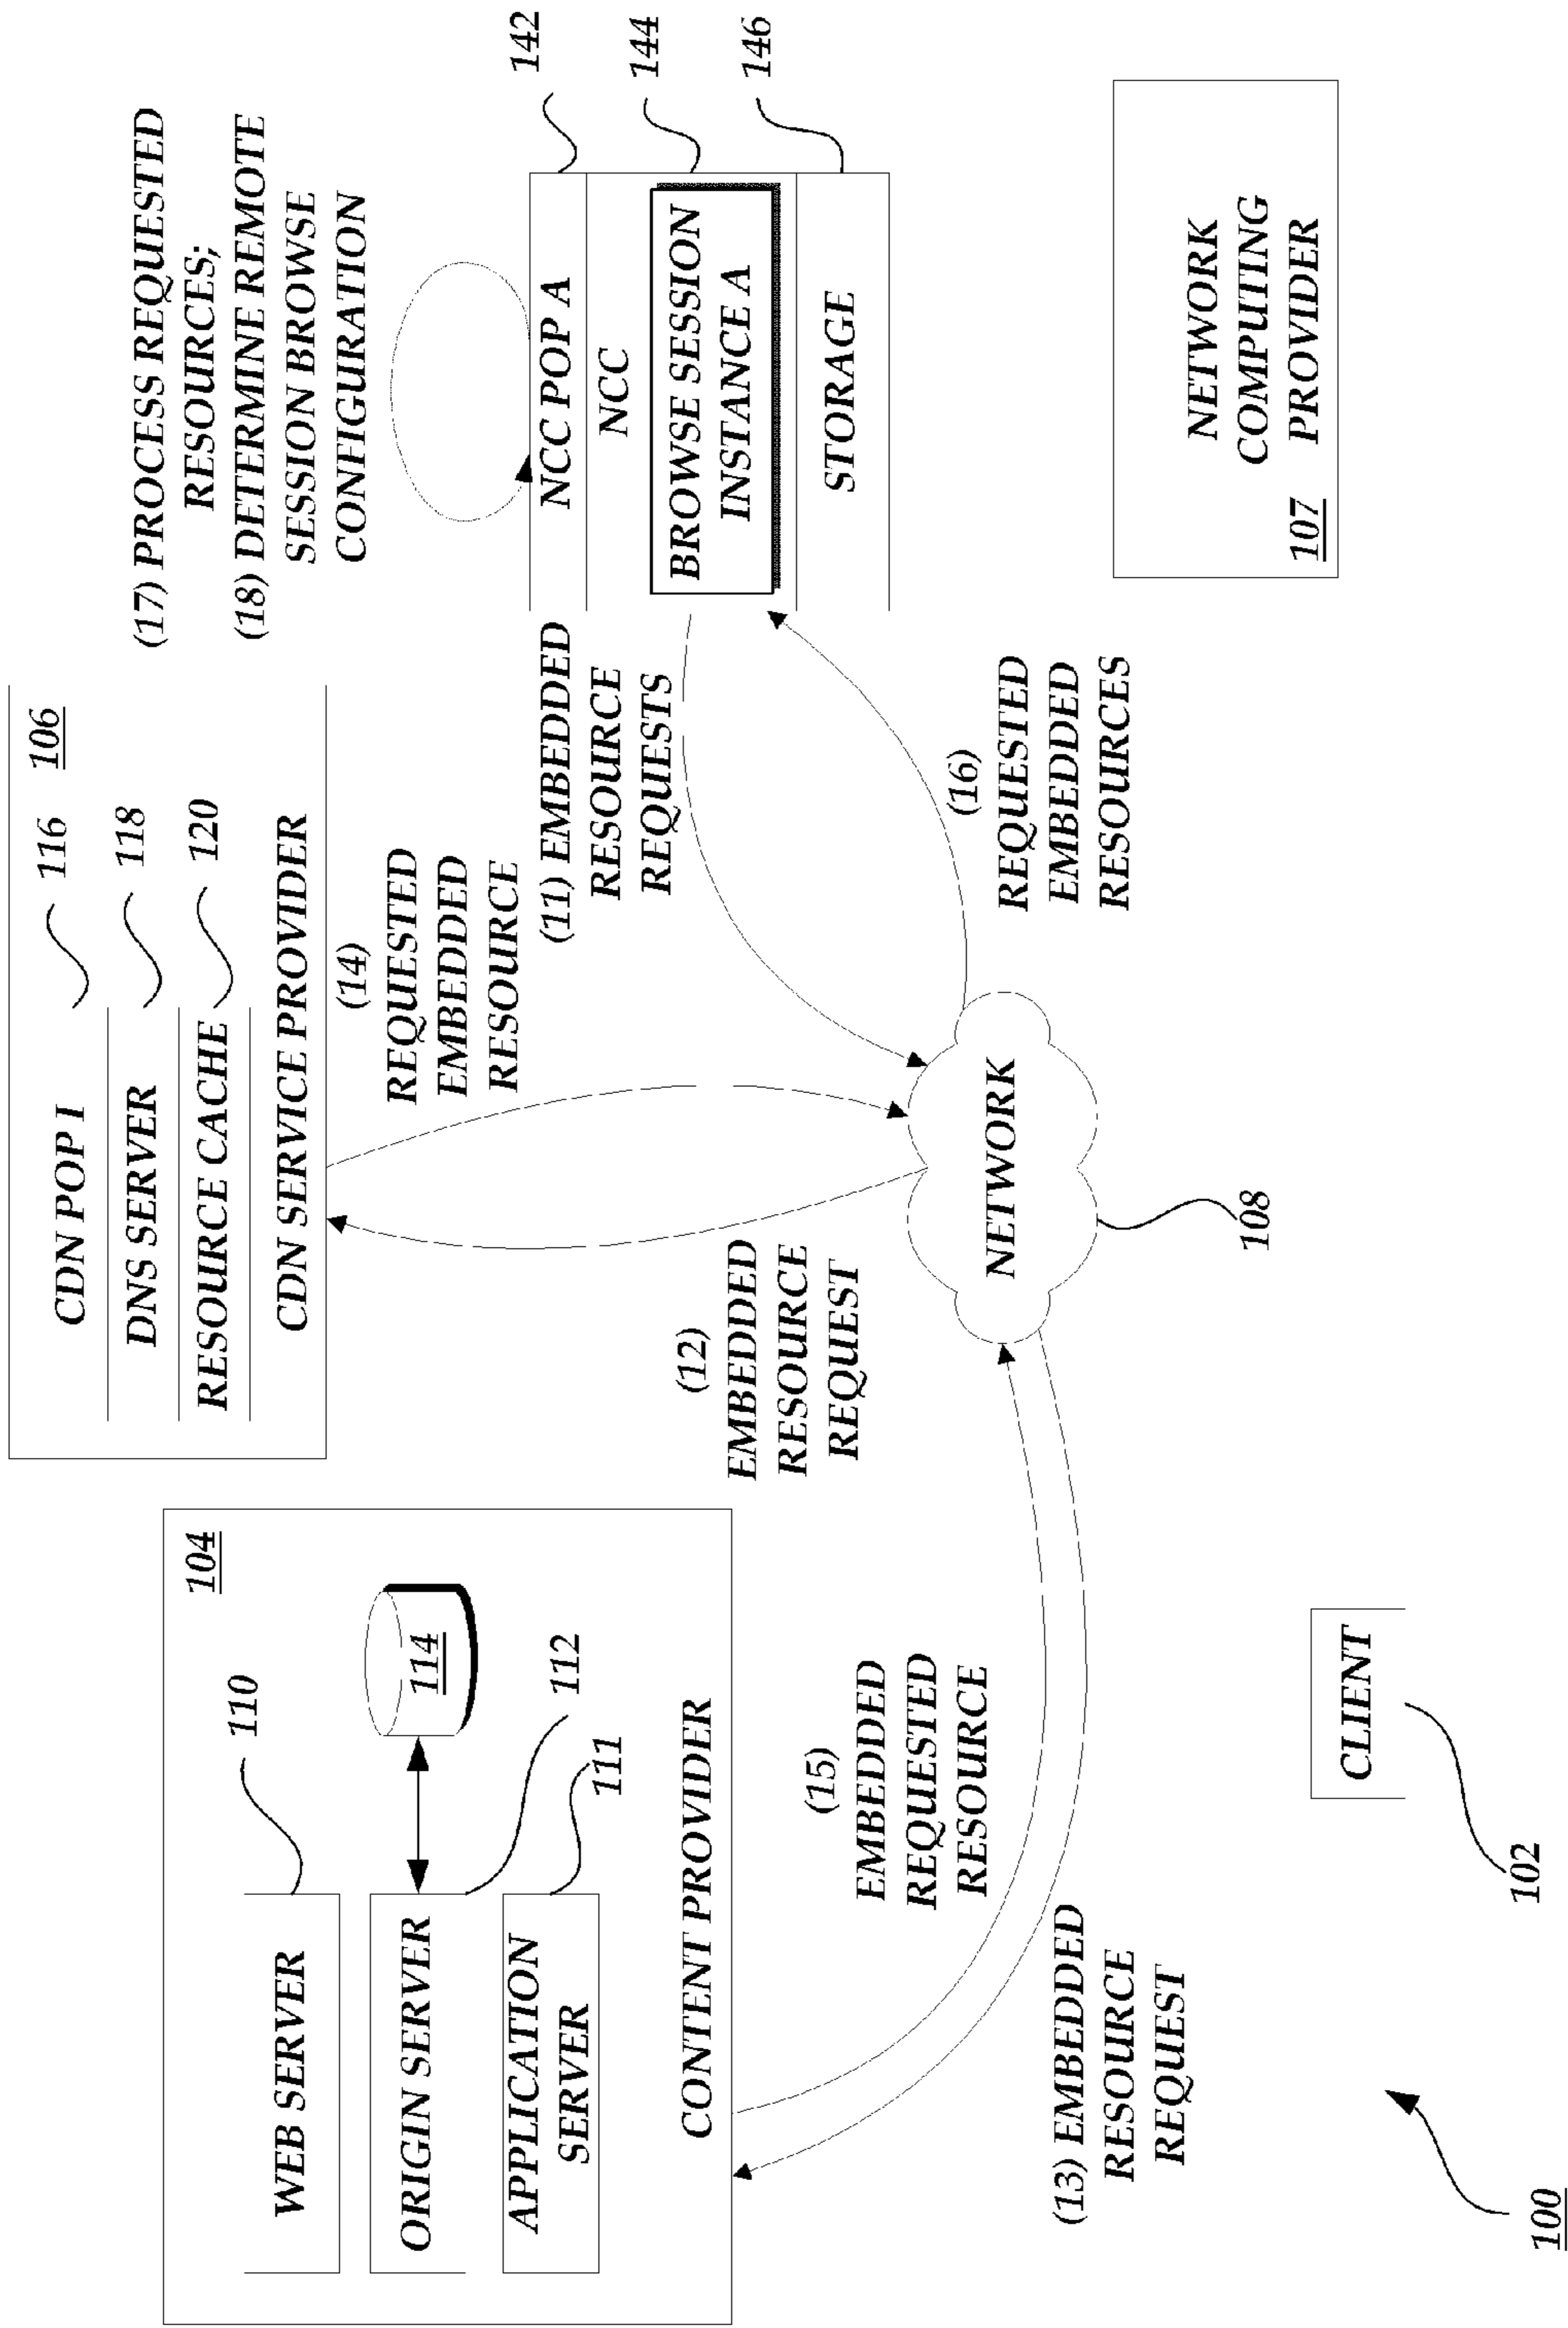 104
110
WEB SERVER
114
ORIGIN SERVER
112
APPLICATION
SERVER
111
CONTENT PROVIDER
106
CDN POP I
116
DNS SERVER
118
RESOURCE CACHE
120
CDN SERVICE PROVIDER
(17) PROCESS REQUESTED
RESOURCES;
(18) DETERMINE REMOTE
SESSION BROWSE
CONFIGURATION
NCC POP A
142
NCC
BROWSE SESSION
INSTANCE A
144
STORAGE
146
(14)
REQUESTED
EMBEDDED
RESOURCE
(11) EMBEDDED
RESOURCE
REQUESTS
(12)
EMBEDDED
RESOURCE
REQUEST
(16)
REQUESTED
EMBEDDED
RESOURCES
(15)
EMBEDDED
REQUESTED
RESOURCE
NETWORK
108
(13) EMBEDDED
RESOURCE
REQUEST
CLIENT
102
NETWORK
COMPUTING
PROVIDER
107
100